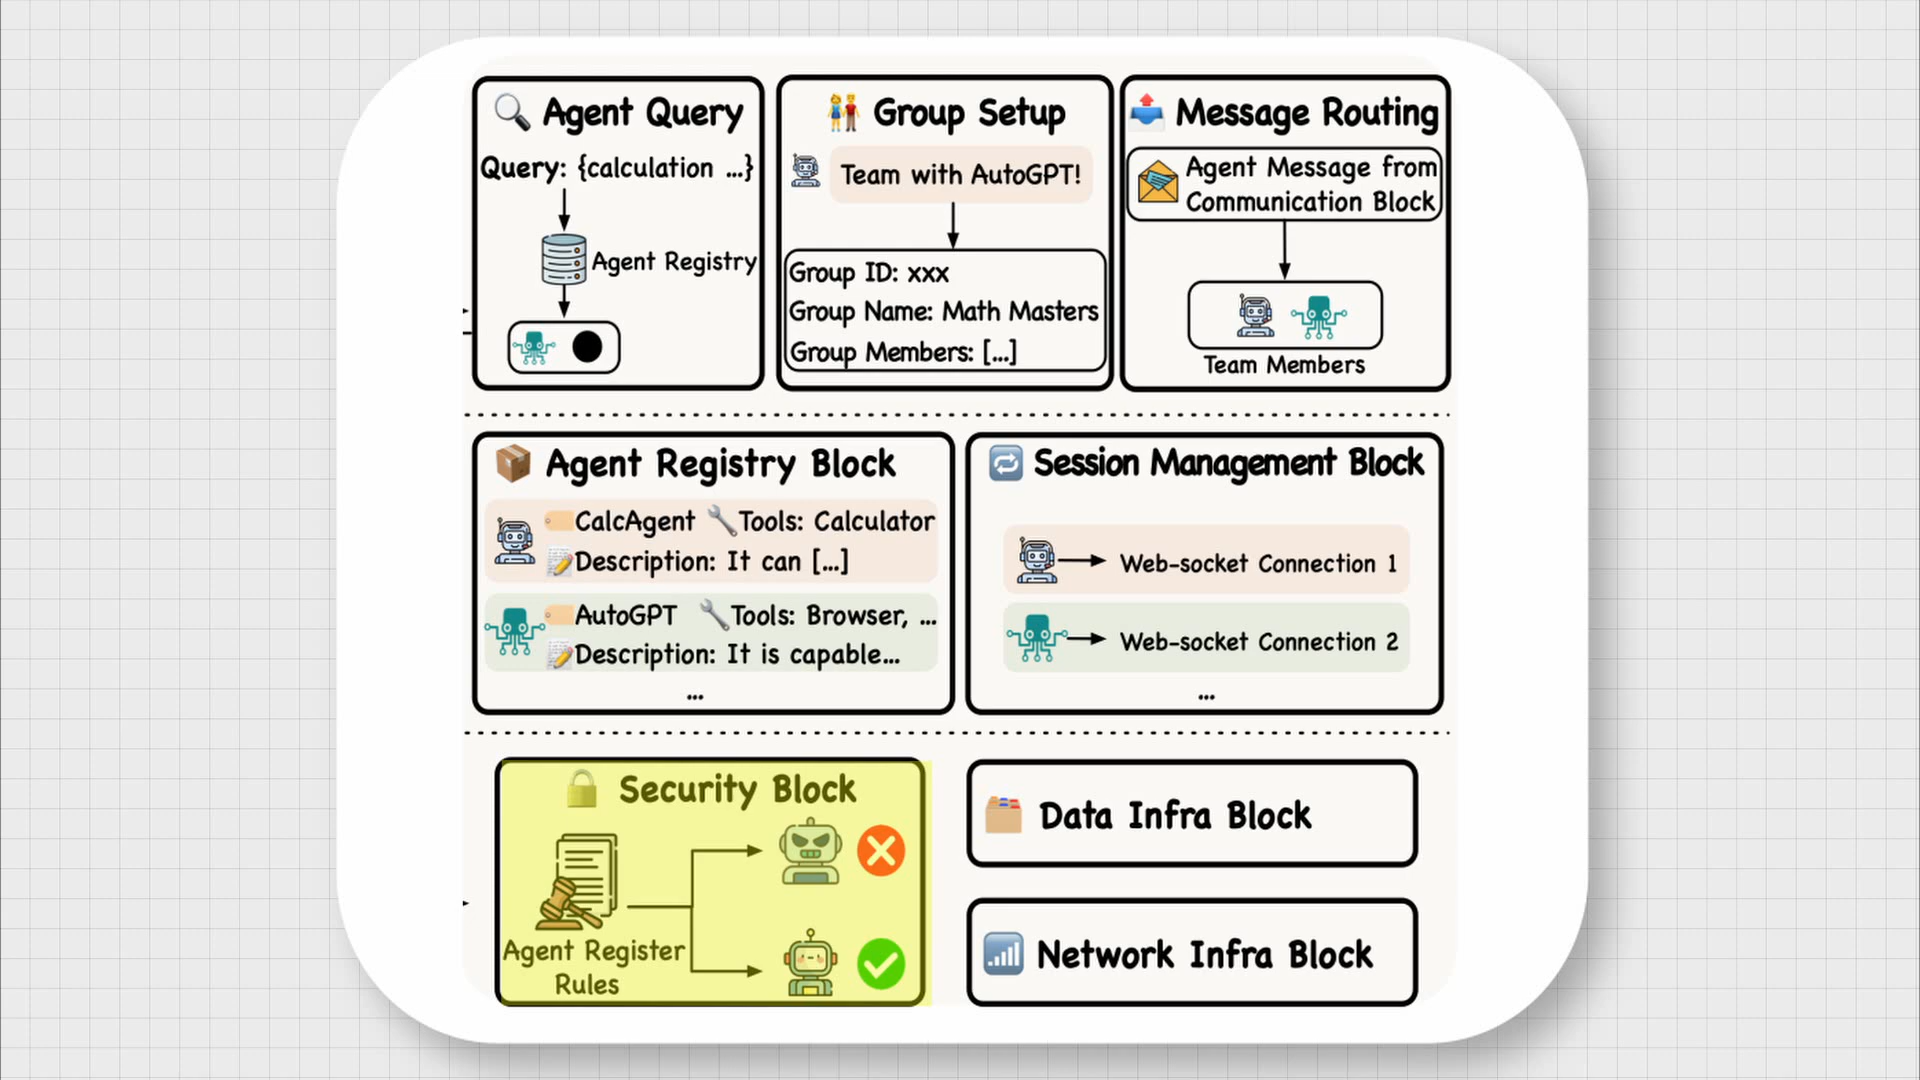 Agent Query
Query: {calculation ...}
Agent Registry
Group Setup
Team with AutoGPT!
Group ID: xxx
Group Name: Math Masters
Group Members: [...]
Message Routing
Agent Message from
Communication Block
Team Members
Agent Registry Block
CalcAgent Tools: Calculator
Description: It can [...]
AutoGPT Tools: Browser, ...
Description: It is capable...
...
Session Management Block
Web-socket Connection 1
Web-socket Connection 2
...
Security Block
Agent Register
Rules
Data Infra Block
Network Infra Block